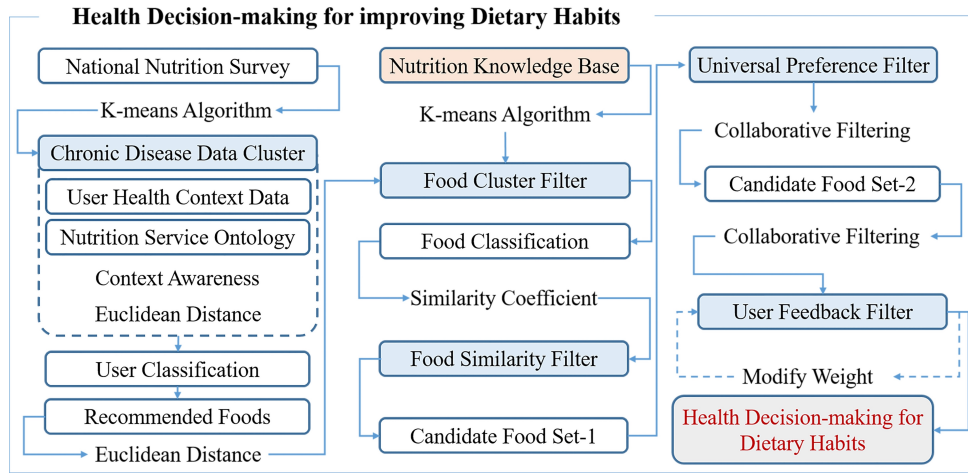 Health Decision-making for improving Dietary Habits
National Nutrition Survey
K-means Algorithm
Chronic Disease Data Cluster
User Health Context Data
Nutrition Service Ontology
Context Awareness
Euclidean Distance
User Classification
Recommended Foods
Euclidean Distance
Nutrition Knowledge Base
K-means Algorithm
Food Cluster Filter
Food Classification
Similarity Coefficient
Food Similarity Filter
Candidate Food Set-1
Universal Preference Filter
Collaborative Filtering
Candidate Food Set-2
Collaborative Filtering
User Feedback Filter
Modify Weight
Health Decision-making for
Dietary Habits